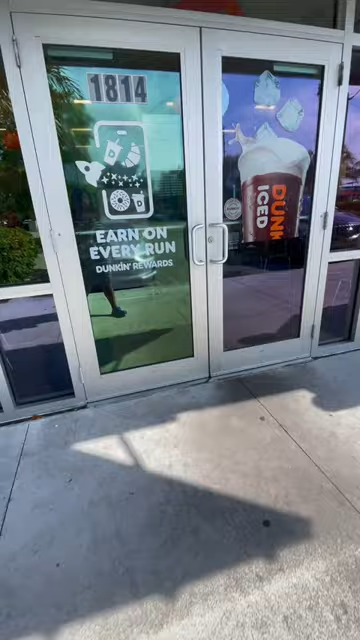 1814
EARN ON
EVERY RUN
DUNKIN' REWARDS
DUNK
ICED